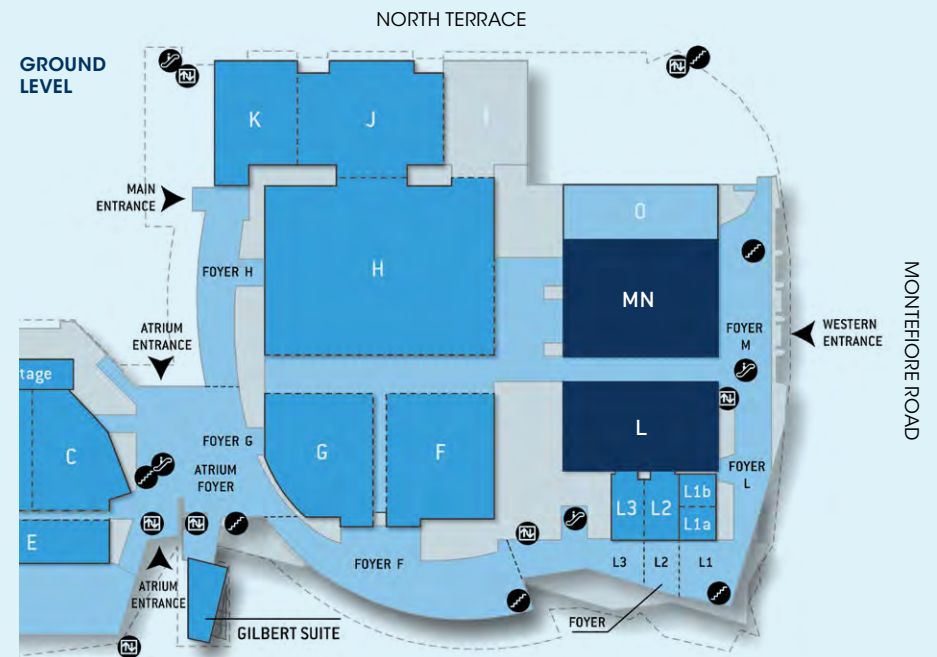 NORTH TERRACE
GROUND
LEVEL
K
J
I
MAIN
ENTRANCE
O
FOYER H
H
MN
MONTEFIORE ROAD
ATRIUM
ENTRANCE
FOYER
M
WESTERN
ENTRANCE
tage
C
FOYER G
G
F
L
ATRIUM
FOYER
FOYER
L
L3
L2
L1b
L1a
E
ATRIUM
ENTRANCE
FOYER F
L3
L2
L1
FOYER
GILBERT SUITE